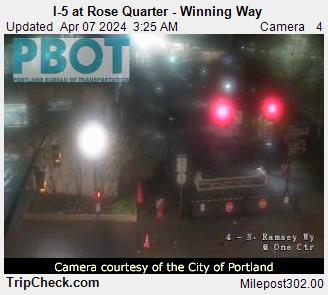 I-5 at Rose Quarter - Winning Way
Updated Apr 07 2024 3:25 AM Camera 4
PBOT
PORTLAND BUREAU OF TRANSPORTATION
4 - N. Ramsey Wy
@ One Ctr
Camera courtesy of the City of Portland
TripCheck.com Milepost302.00